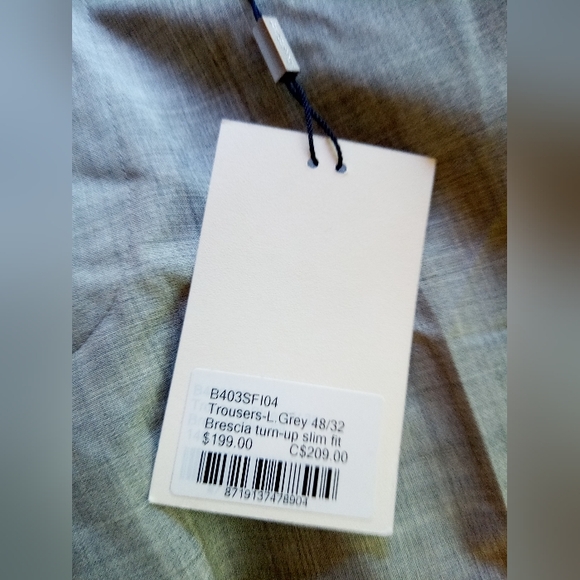 B403SFI04
Trousers-L.Grey 48/32
Brescia turn-up slim fit
$199.00 C$209.00
8719137478904